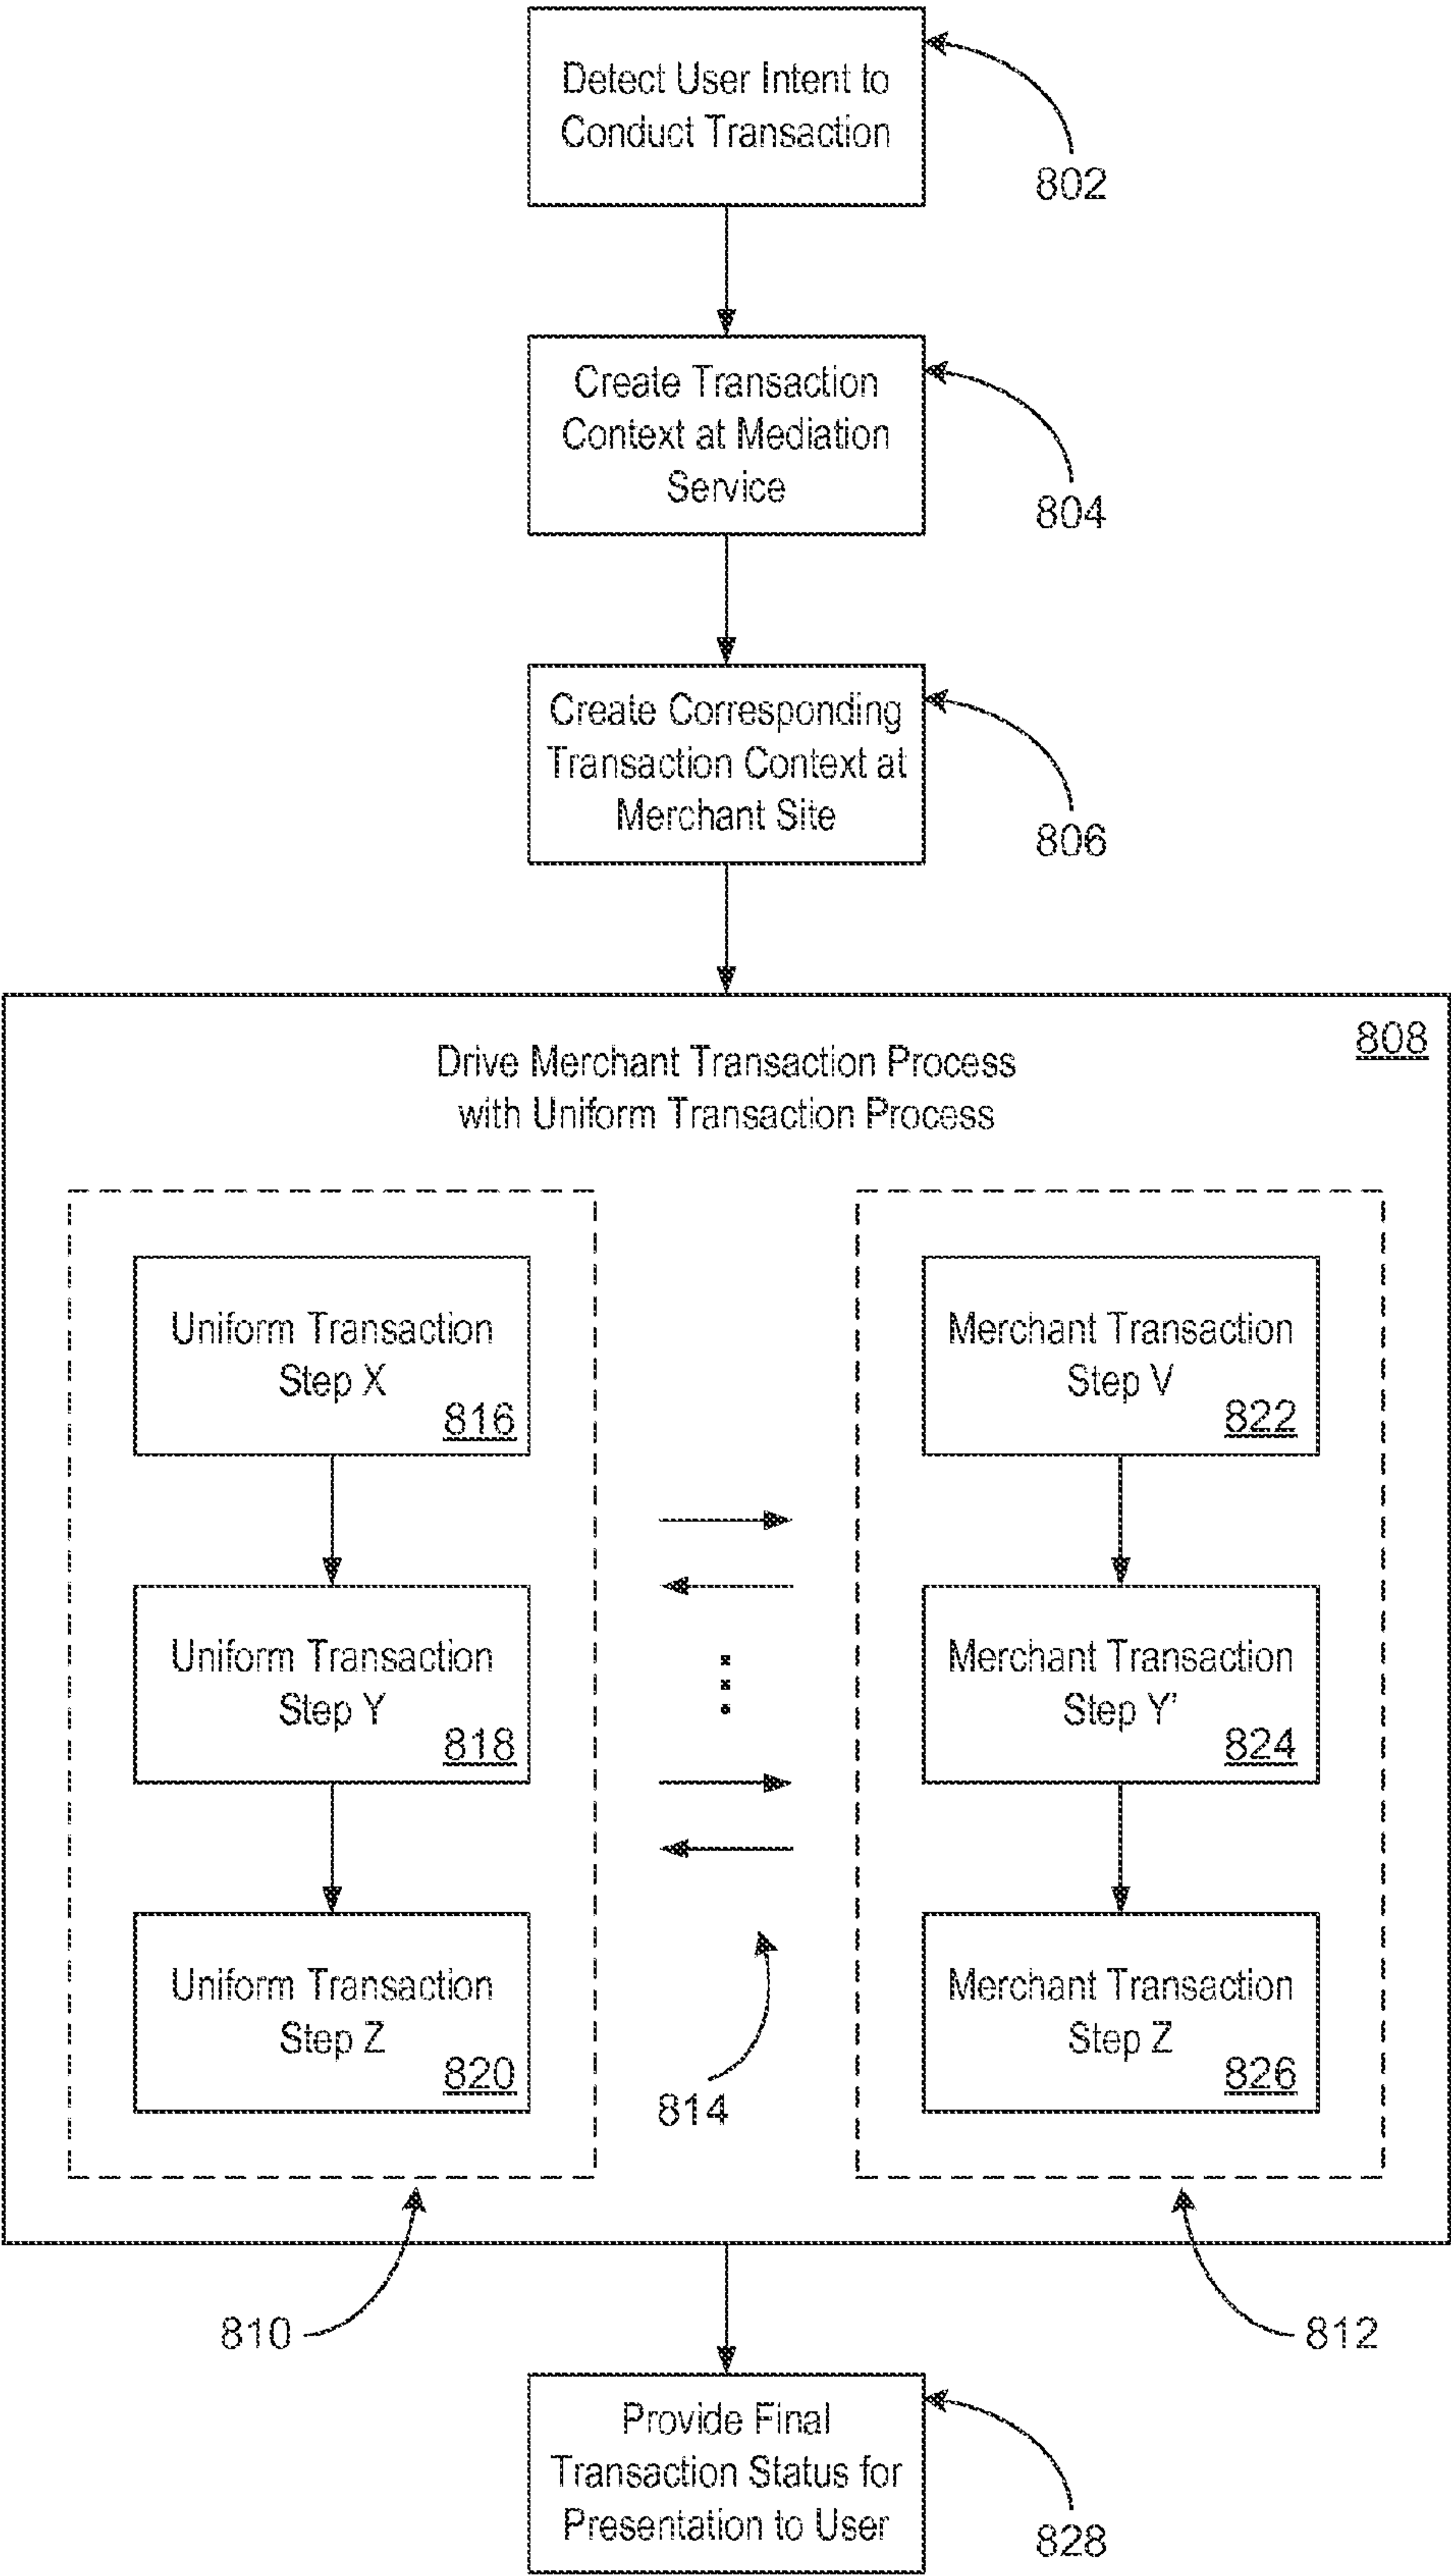 Detect User Intent to
Conduct Transaction
802
Create Transaction
Context at Mediation
Service
804
Create Corresponding
Transaction Context at
Merchant Site
806
808
Drive Merchant Transaction Process
with Uniform Transaction Process
Uniform Transaction
Step X
816
Merchant Transaction
Step V
822
Uniform Transaction
Step Y
818
Merchant Transaction
Step Y'
824
Uniform Transaction
Step Z
820
Merchant Transaction
Step Z
826
814
810
812
Provide Final
Transaction Status for
Presentation to User
828